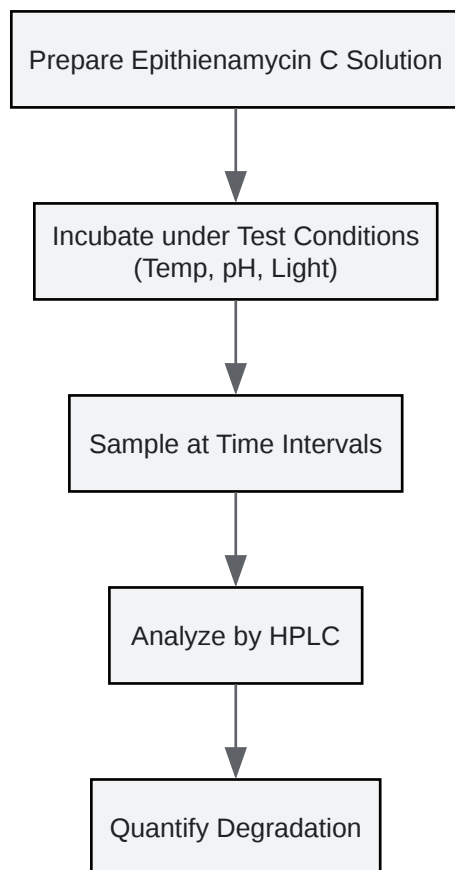 Prepare Epithienamycin C Solution
Incubate under Test Conditions
(Temp, pH, Light)
Sample at Time Intervals
Analyze by HPLC
Quantify Degradation